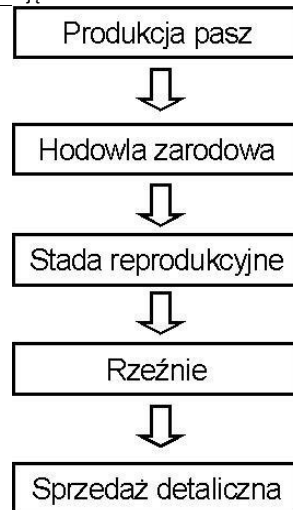 Produkcja pasz
Hodowla zarodowa
Stada reprodukcyjne
Rzeźnie
Sprzedaż detaliczna